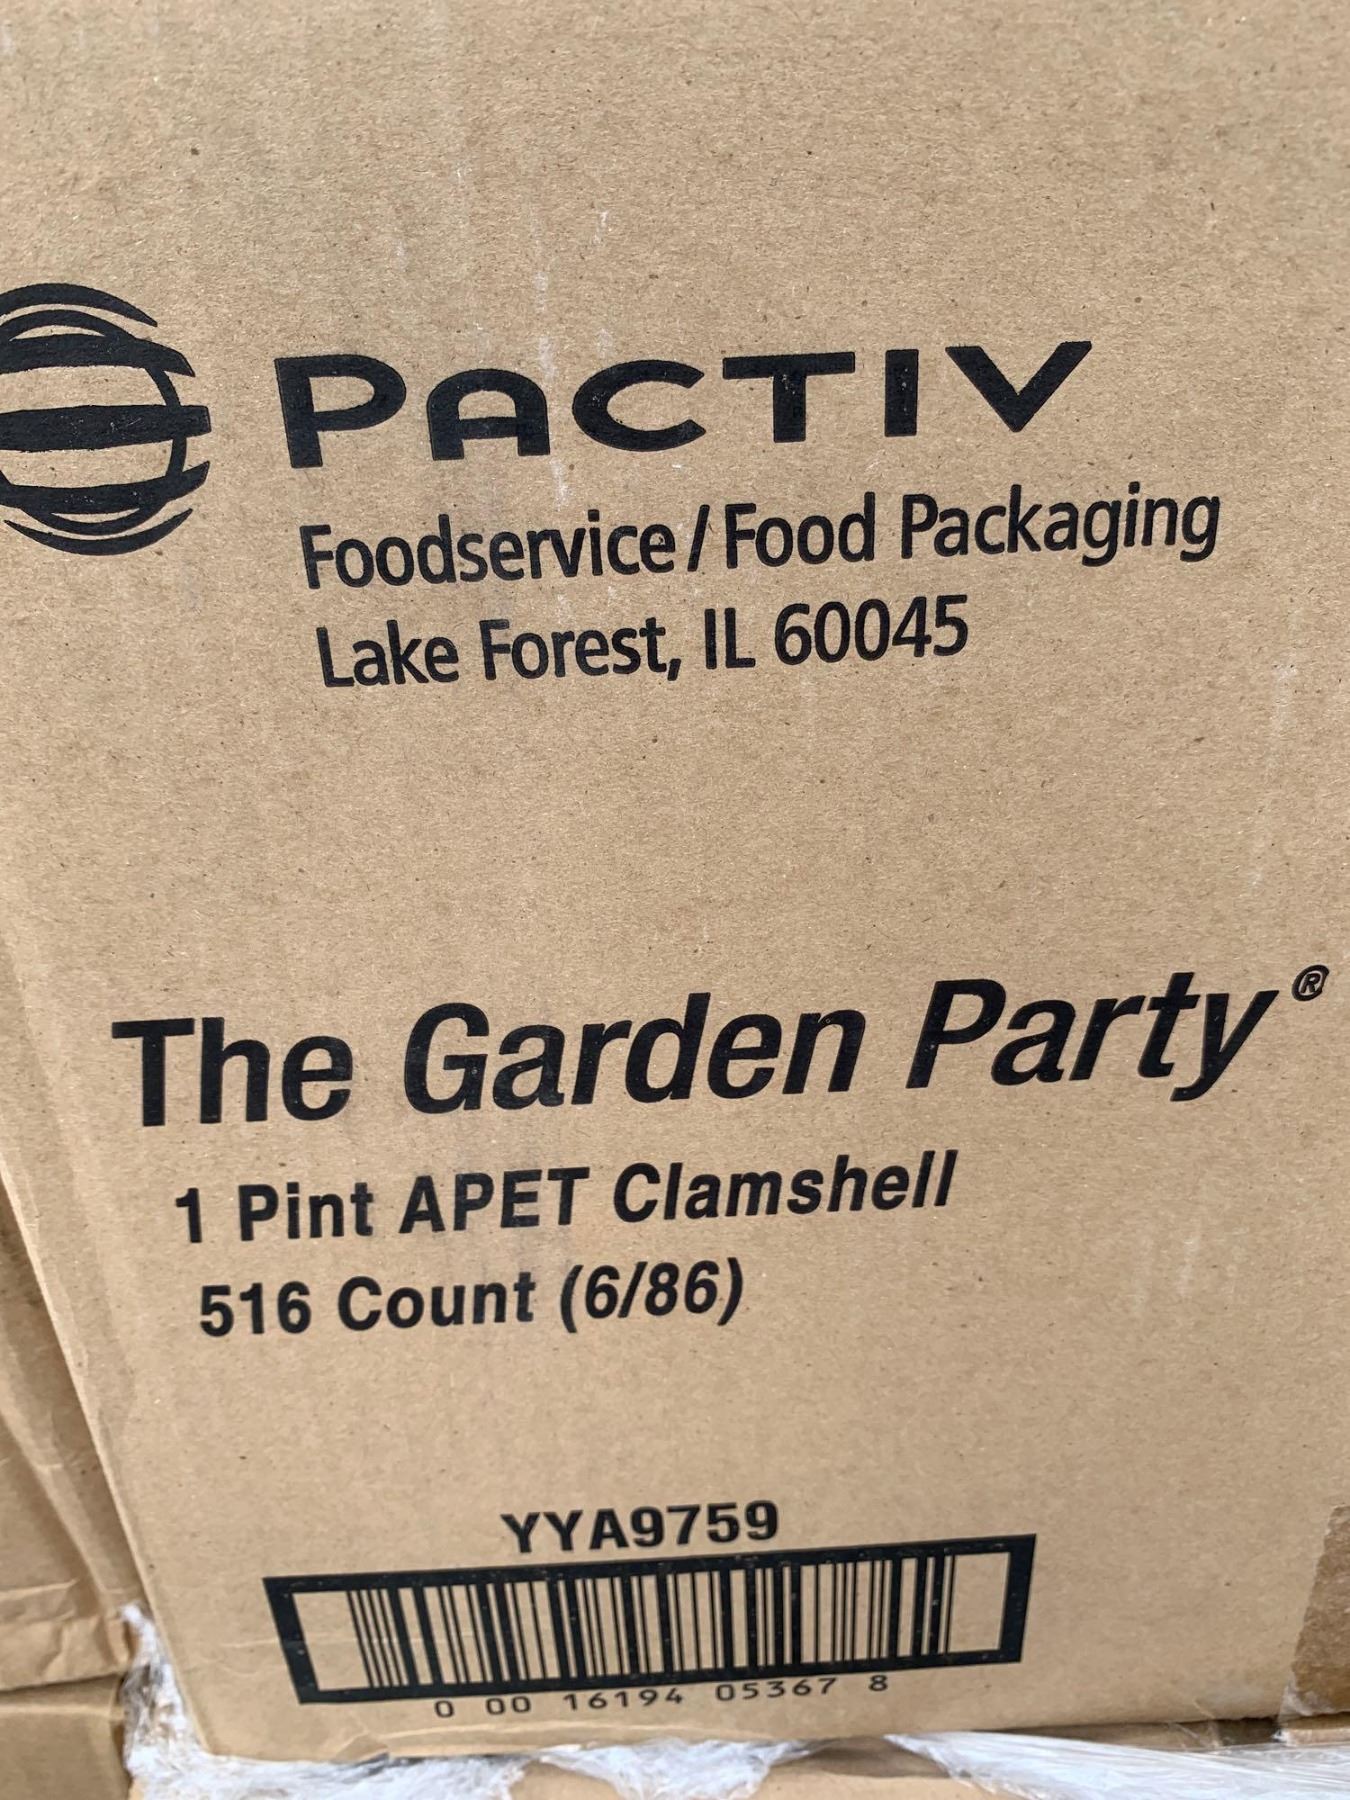 PACTIV
Foodservice/Food Packaging
Lake Forest, IL 60045
The Garden Party®
1 Pint APET Clamshell
516 Count (6/86)
YYA9759
0 00 16194 05367 8